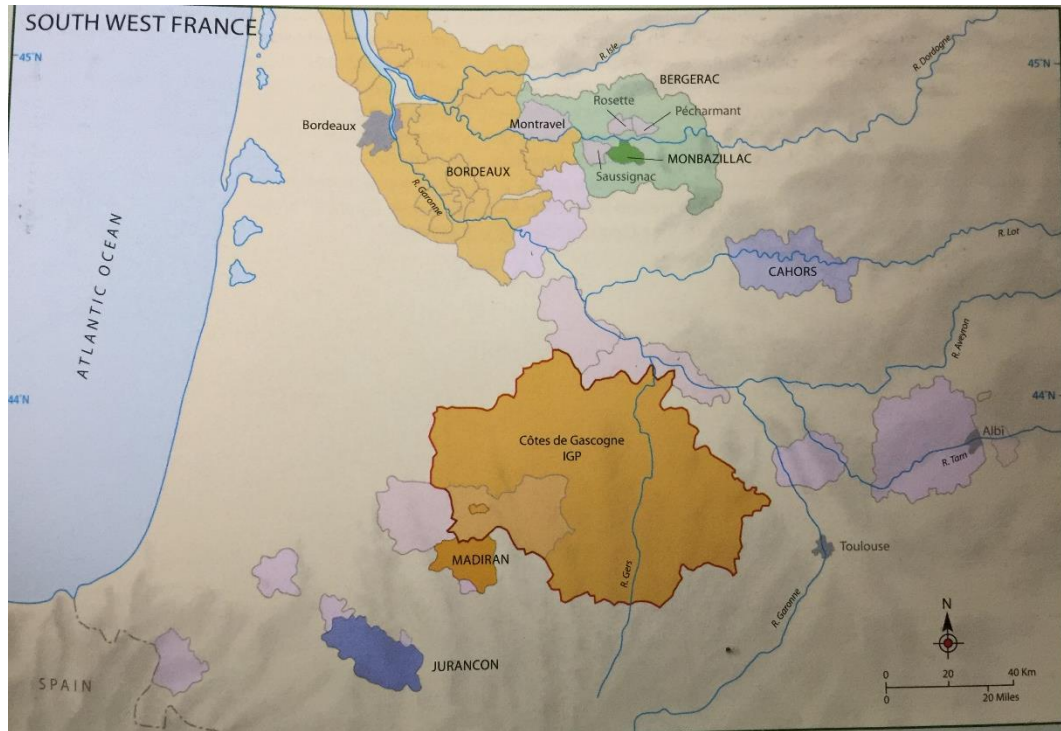 SOUTH WEST FRANCE
45°N
45°N
R. Isle
R. Dordogne
BERGERAC
Rosette
Pécharmant
Montravel
Bordeaux
BORDEAUX
MONBAZILLAC
Saussignac
R. Garonne
ATLANTIC OCEAN
R. Lot
CAHORS
R. Aveyron
44°N
44°N
Côtes de Gascogne
IGP
Albi
R. Tarn
Toulouse
MADIRAN
R. Gers
R. Garonne
N
JURANCON
SPAIN
0 20 40 Km
0 20 Miles